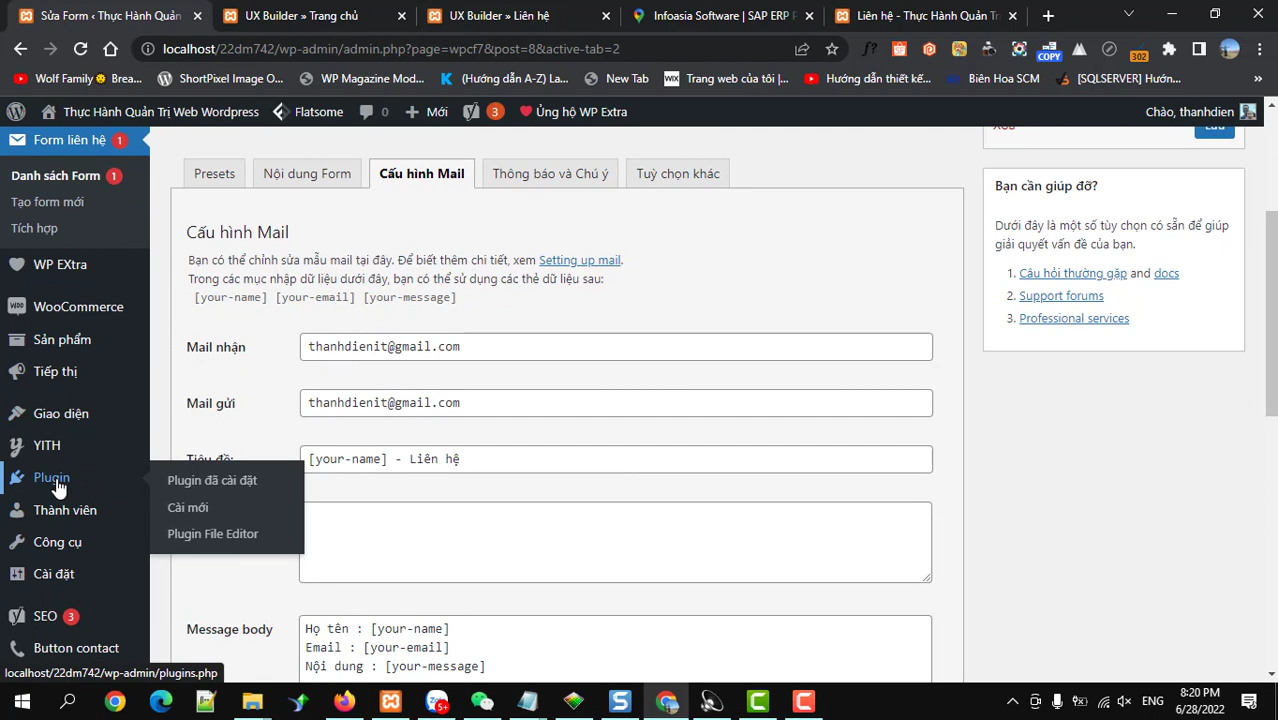 Sửa Form ‹ Thực Hành Quản
UX Builder » Trang chủ
UX Builder » Liên hệ
Infoasia Software | SAP ERP P
Liên hệ - Thực Hành Quản Tr
localhost/22dm742/wp-admin/admin.php?page=wpcf7&post=8&active-tab=2
COPY
302
Wolf Family Brea...
ShortPixel Image O...
WP Magazine Mod...
(Hướng dẫn A-Z) La...
New Tab
WIX
Trang web của tôi |...
Hướng dẫn thiết kế...
Biên Hoa SCM
[SQLSERVER] Hướn...
»
Thực Hành Quản Trị Web Wordpress
Flatsome
0
Mới
3
Ủng hộ WP Extra
Chào, thanhdien
Form liên hệ 1
Danh sách Form 1
Tạo form mới
Tích hợp
WP EXtra
WooCommerce
Sản phẩm
Tiếp thị
Giao diện
YITH
Plugin
Thành viên
Công cụ
Cài đặt
SEO 3
Button contact
Plugin đã cài đặt
Cài mới
Plugin File Editor
localhost/22dm742/wp-admin/plugins.php
Presets
Nội dung Form
Cấu hình Mail
Thông báo và Chú ý
Tuỳ chọn khác
Cấu hình Mail
Bạn có thể chỉnh sửa mẫu mail tại đây. Để biết thêm chi tiết, xem Setting up mail.
Trong các mục nhập dữ liệu dưới đây, bạn có thể sử dụng các thẻ dữ liệu sau:
[your-name] [your-email] [your-message]
Mail nhận
thanhdienit@gmail.com
Mail gửi
thanhdienit@gmail.com
Tiêu đề:
[your-name] - Liên hệ
Message body
Họ tên : [your-name]
Email : [your-email]
Nội dung : [your-message]
Bạn cần giúp đỡ?
Dưới đây là một số tùy chọn có sẵn để giúp
giải quyết vấn đề của bạn.
1. Câu hỏi thường gặp and docs
2. Support forums
3. Professional services
5+
ENG
8:20 PM
6/28/2022